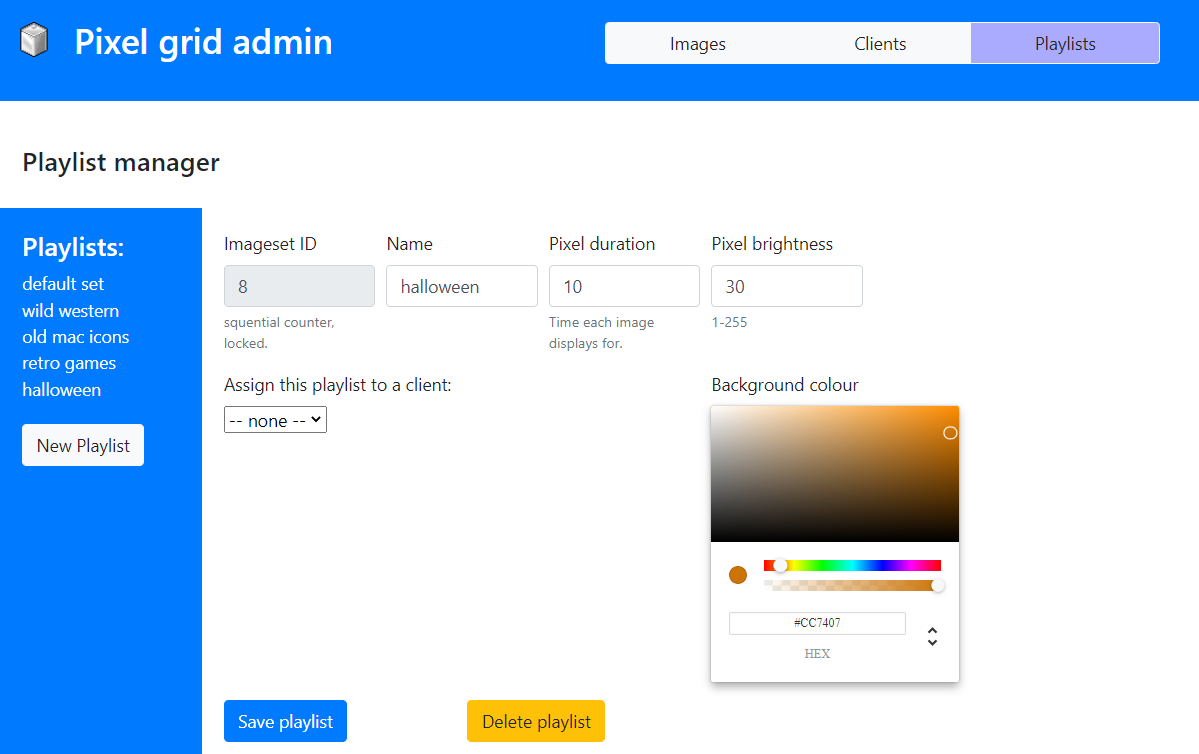 Pixel grid admin
Images
Clients
Playlists
Playlist manager
Playlists:
default set
wild western
old mac icons
retro games
halloween
New Playlist
Imageset ID
Name
Pixel duration
Pixel brightness
8
halloween
10
30
squential counter,
locked.
Time each image
displays for.
1-255
Assign this playlist to a client:
-- none --
Background colour
#CC7407
HEX
Save playlist
Delete playlist